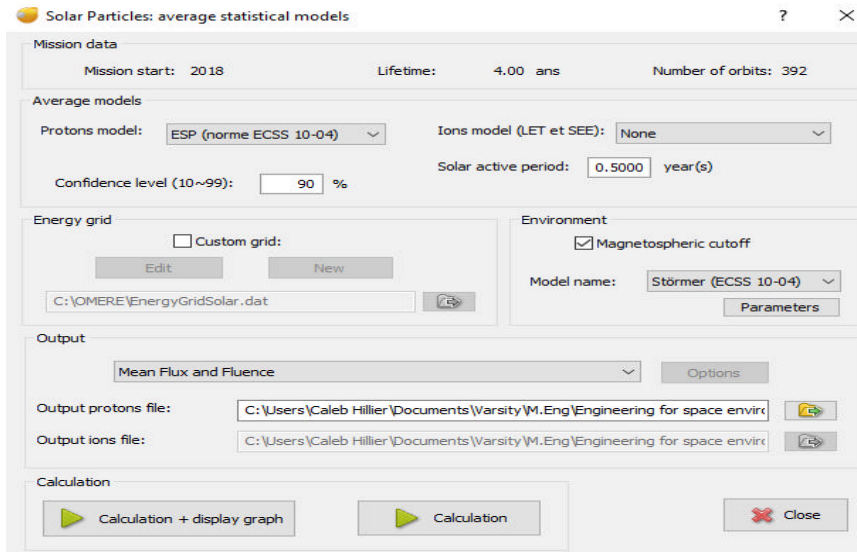 Solar Particles: average statistical models ?
Mission data
Mission start: 2018 Lifetime: 4.00 ans Number of orbits: 392
Average models
Protons model: ESP (norme ECSS 10-04) Ions model (LET et SEE): None
Solar active period: 0.5000 year(s)
Confidence level (10~99): 90 %
Energy grid Environment
Custom grid: Magnetospheric cutoff
Edit New
Model name: Störmer (ECSS 10-04)
C:\OMERE\EnergyGridSolar.dat
Parameters
Output
Mean Flux and Fluence Options
Output protons file: C:\Users\Caleb Hillier\Documents\Varsity\M.Eng\Engineering for space envirc
Output ions file: C:\Users\Caleb Hillier\Documents\Varsity\M.Eng\Engineering for space envirc
Calculation
Calculation + display graph Calculation Close